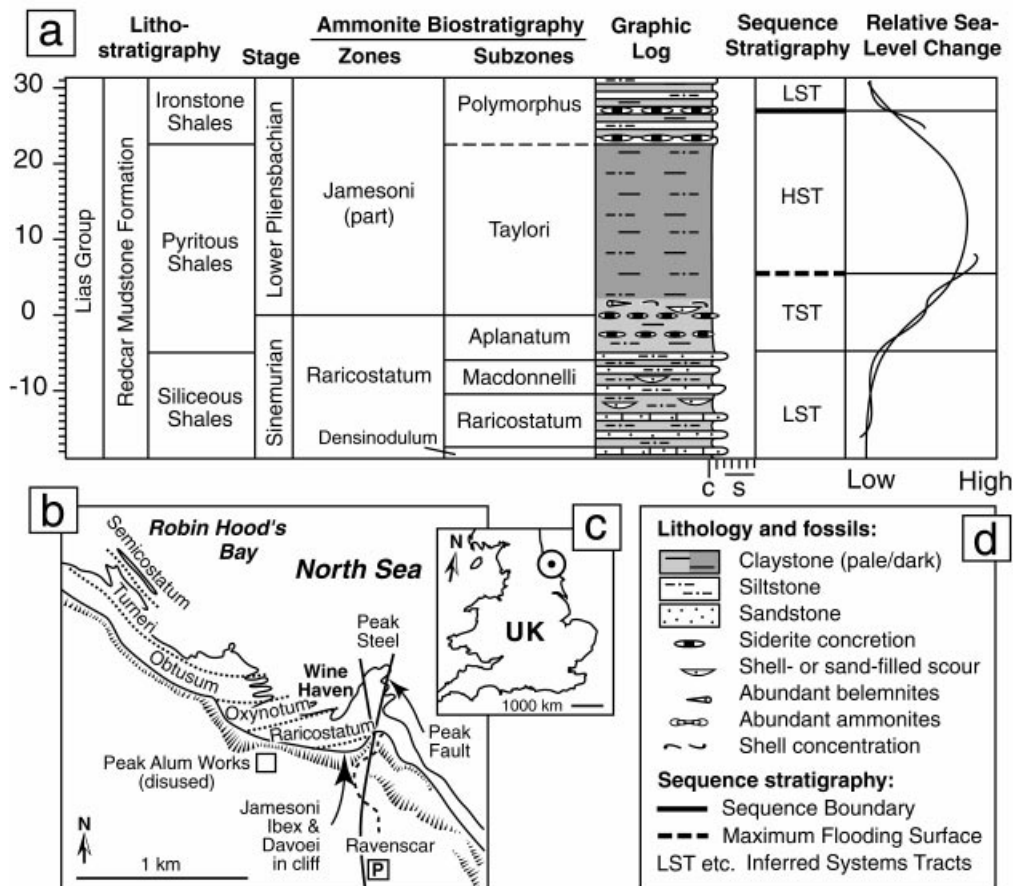 a
Litho-
stratigraphy
Stage
Ammonite Biostratigraphy
Zones
Subzones
Graphic
Log
Sequence
Stratigraphy
Relative Sea-
Level Change
30
20
10
0
-10
Lias Group
Redcar Mudstone Formation
Ironstone
Shales
Pyritous
Shales
Siliceous
Shales
Lower Pliensbachian
Sinemurian
Jamesoni
(part)
Raricostatum
Densinodulum
Polymorphus
Taylori
Aplanatum
Macdonnelli
Raricostatum
C S
LST
HST
TST
LST
Low High
b
Robin Hood's
Bay
North Sea
Semicostatum
Turneri
Obtusum
Oxynotum
Raricostatum
Wine
Haven
Peak
Steel
Peak
Fault
Peak Alum Works
(disused)
Jamesoni
Ibex &
Davoei
in cliff
Ravenscar
P
N
1 km
c
N
UK
1000 km
d
Lithology and fossils:
Claystone (pale/dark)
Siltstone
Sandstone
Siderite concretion
Shell- or sand-filled scour
Abundant belemnites
Abundant ammonites
Shell concentration
Sequence stratigraphy:
Sequence Boundary
Maximum Flooding Surface
LST etc. Inferred Systems Tracts